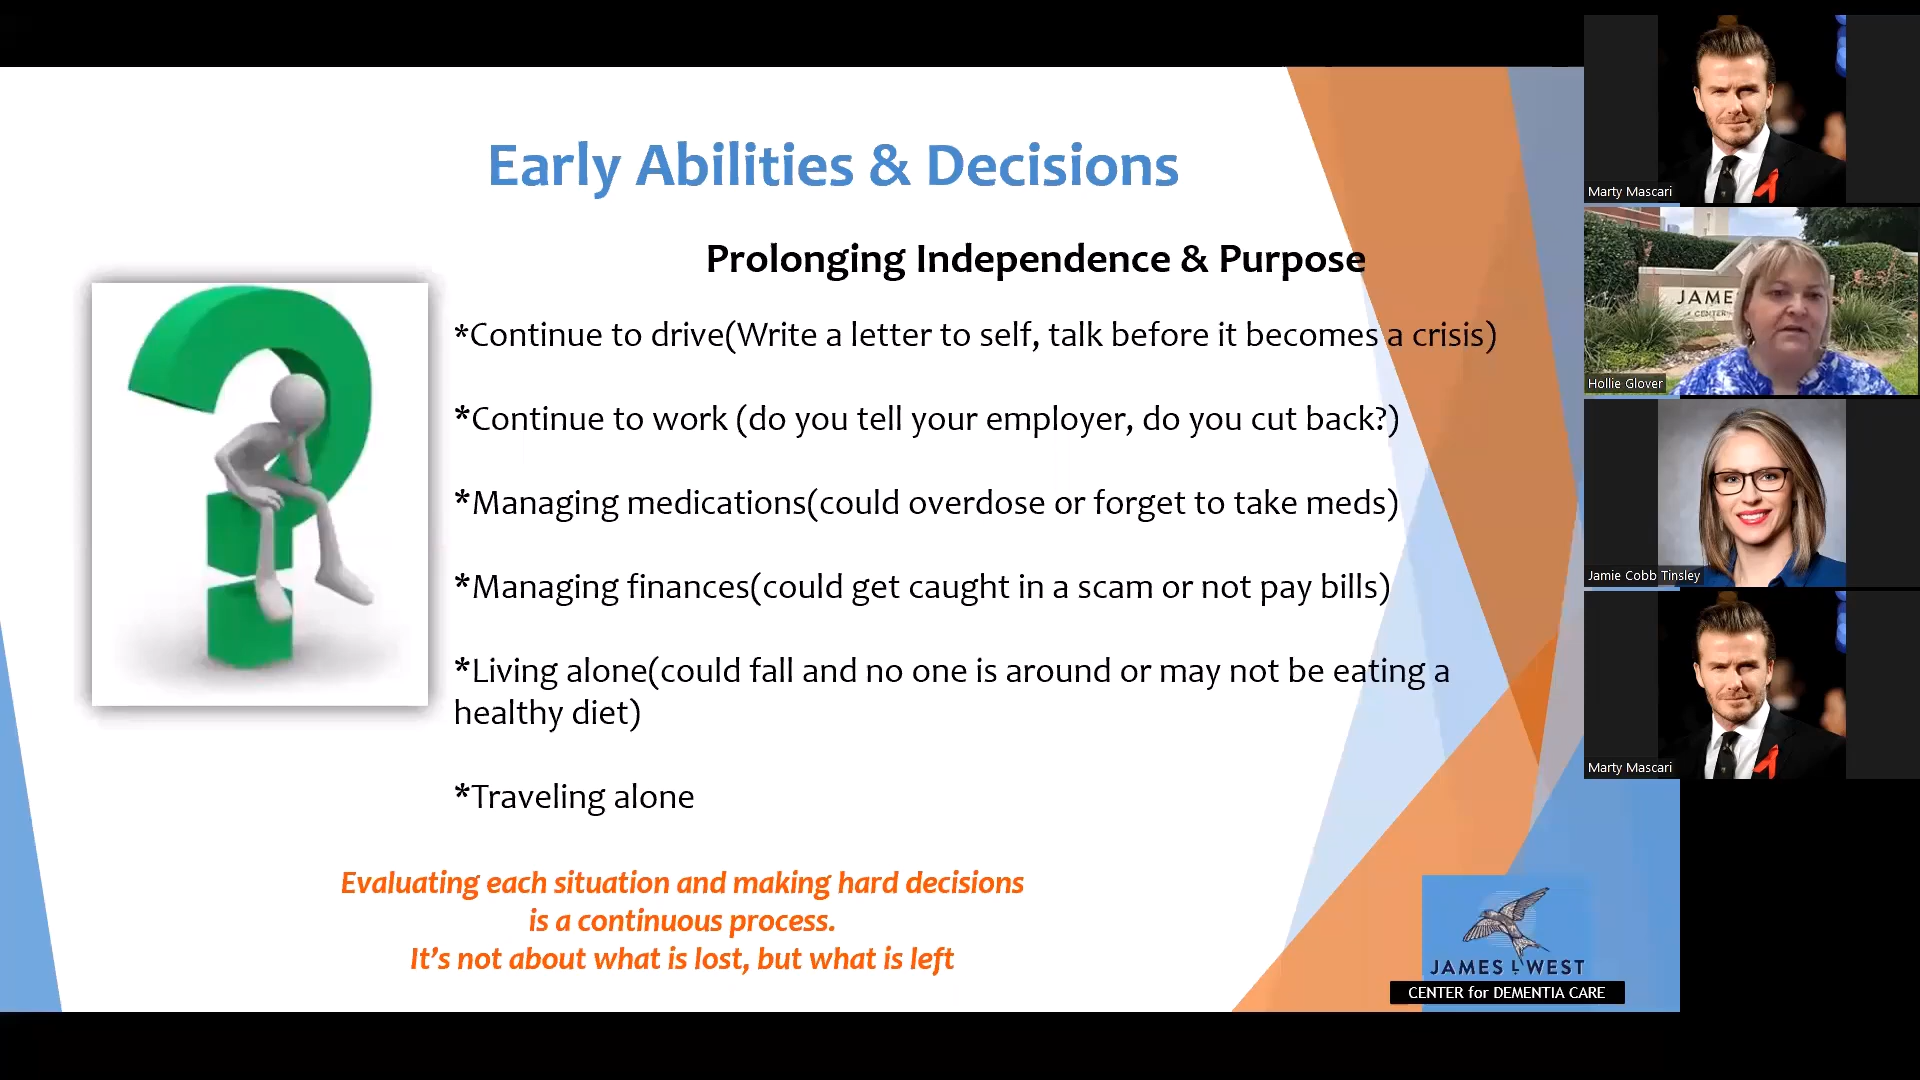 Early Abilities & Decisions
Prolonging Independence & Purpose
*Continue to drive(Write a letter to self, talk before it becomes a crisis)
*Continue to work (do you tell your employer, do you cut back?)
*Managing medications(could overdose or forget to take meds)
*Managing finances(could get caught in a scam or not pay bills)
*Living alone(could fall and no one is around or may not be eating a
healthy diet)
*Traveling alone
Evaluating each situation and making hard decisions
is a continuous process.
It's not about what is lost, but what is left
JAMES L WEST
CENTER for DEMENTIA CARE
Marty Mascari
JAME
CENTER
Hollie Glover
Jamie Cobb Tinsley
Marty Mascari